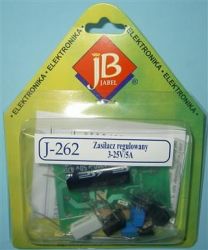 ELEKTRONIKA
ELEKTRONIKA
JB
JABEL
®
ELEKTRONIKA
ELEKTRONIKA
J-262
Zasilacz regulowany
3-25V/5A